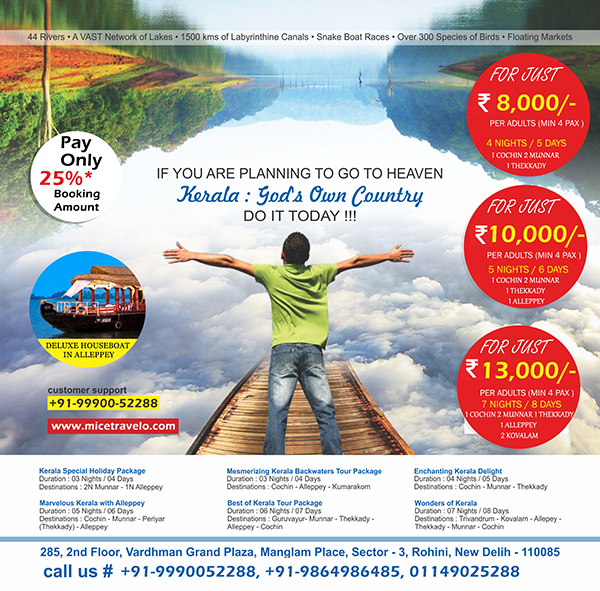 44 Rivers • A VAST Network of Lakes • 1500 kms of Labyrinthine Canals • Snake Boat Races • Over 300 Species of Birds • Floating Markets
FOR JUST
₹ 8,000/-
PER ADULTS (MIN 4 PAX )
4 NIGHTS / 5 DAYS
1 COCHIN 2 MUNNAR
1 THEKKADY
Pay
Only
25%*
Booking
Amount
IF YOU ARE PLANNING TO GO TO HEAVEN
Kerala : God's Own Country
DO IT TODAY !!!
FOR JUST
₹10,000/-
PER ADULTS (MIN 4 PAX)
5 NIGHTS / 6 DAYS
1 COCHIN 2 MUNNAR
1 THEKKADY
1 ALLEPPEY
DELUXE HOUSEBOAT
IN ALLEPPEY
FOR JUST
₹ 13,000/-
PER ADULTS (MIN 4 PAX )
7 NIGHTS / 8 DAYS
1 COCHIN 2 MUNNAR 1 THEKKADY
1 ALLEPPEY
2 KOVALAM
customer support
+91-99900-52288
www.micetravelo.com
Kerala Special Holiday Package
Duration : 03 Nights / 04 Days
Destinations : 2N Munnar - 1N Alleppey
Mesmerizing Kerala Backwaters Tour Package
Duration : 03 Nights / 04 Days
Destinations : Cochin - Alleppey - Kumarakom
Enchanting Kerala Delight
Duration : 04 Nights / 05 Days
Destinations : Cochin - Munnar - Thekkady
Marvelous Kerala with Alleppey
Duration : 05 Nights / 06 Days
Destinations : Cochin - Munnar - Periyar
(Thekkady) - Alleppey
Best of Kerala Tour Package
Duration : 06 Nights / 07 Days
Destinations : Guruvayur- Munnar - Thekkady -
Alleppey - Cochin
Wonders of Kerala
Duration : 07 Nights / 08 Days
Destinations : Trivandrum - Kovalam - Allepey -
Thekkady - Munnar - Cochin
285, 2nd Floor, Vardhman Grand Plaza, Manglam Place, Sector - 3, Rohini, New Delih - 110085
call us # +91-9990052288, +91-9864986485, 01149025288